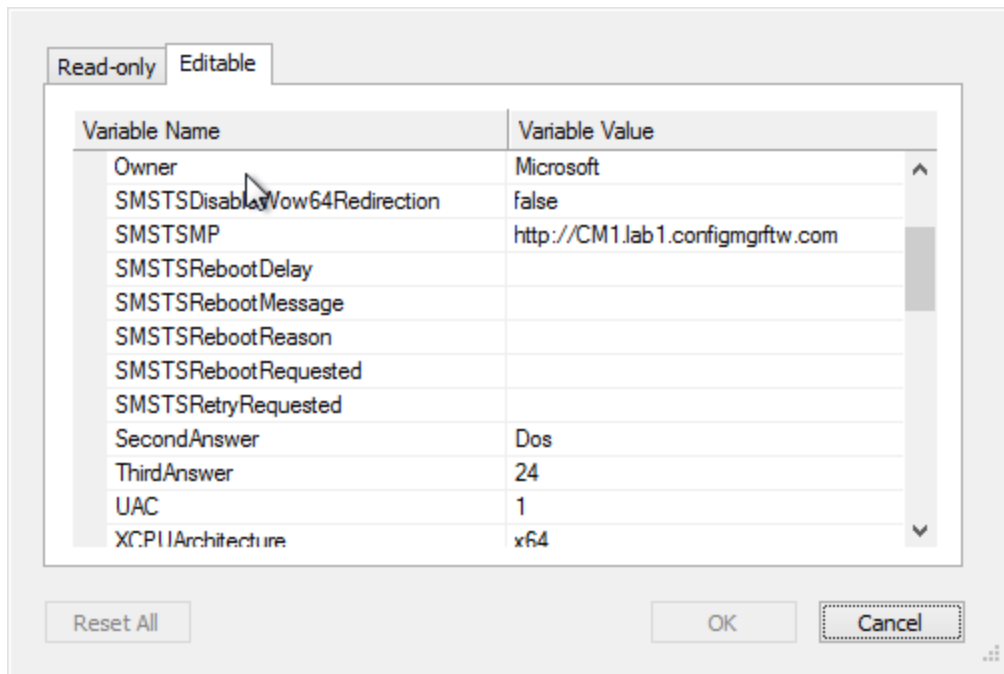 Read-only Editable
Variable Name Variable Value
Owner Microsoft
SMSTSDisableWow64Redirection false
SMSTSMP http://CM1.lab1.configmgrftw.com
SMSTSRebootDelay
SMSTSRebootMessage
SMSTSRebootReason
SMSTSRebootRequested
SMSTSRetryRequested
SecondAnswer Dos
ThirdAnswer 24
UAC 1
XCPUArchitecture x64
Reset All OK Cancel